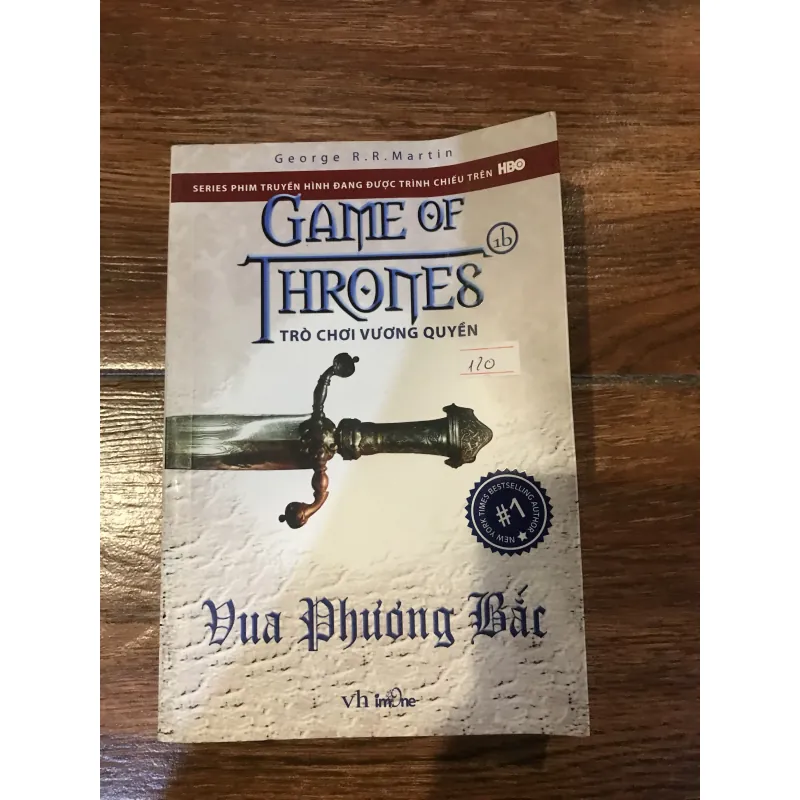 George R.R.Martin
SERIES PHIM TRUYỀN HÌNH ĐANG ĐƯỢC TRÌNH CHIẾU TRÊN HBO
GAME OF
1b
THRONES
TRÒ CHƠI VƯƠNG QUYỀN
120
NEW YORK TIMES BESTSELLING AUTHOR
#1
Vua Phương Bắc
vh imOne